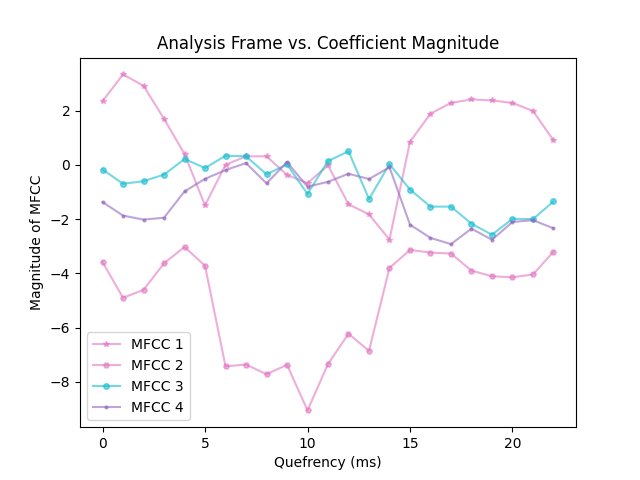 Analysis Frame vs. Coefficient Magnitude
Magnitude of MFCC
2
0
−2
−4
−6
−8
MFCC 1
MFCC 2
MFCC 3
MFCC 4
0 5 10 15 20
Quefrency (ms)